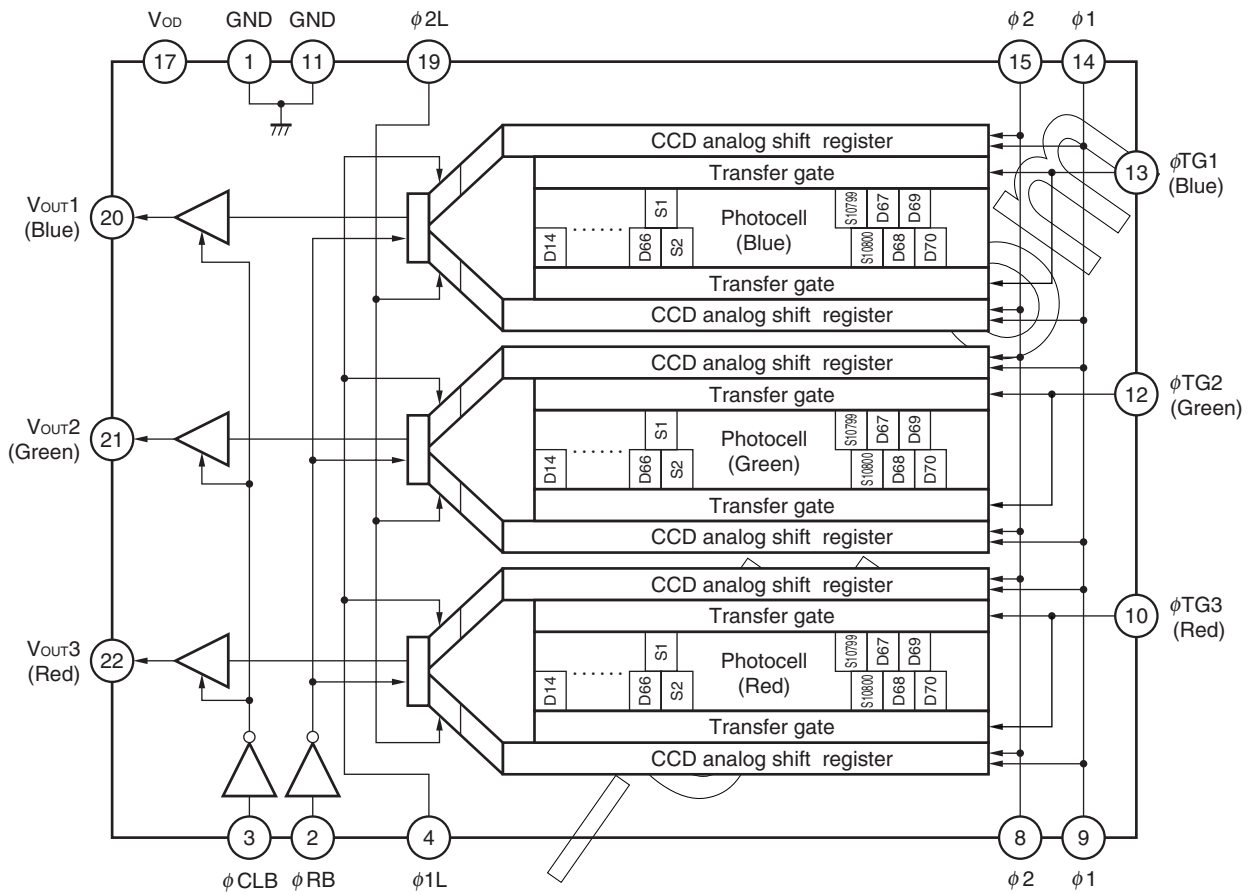 VOD GND GND φ2L φ2 φ1
17 1 11 19 15 14
CCD analog shift register
Transfer gate
13 φTG1
(Blue)
S1 S10799 D67 D69
Photocell
(Blue)
D14 ...... D66 S2 S10800 D68 D70
VOUT1
(Blue)
20
Transfer gate
CCD analog shift register
CCD analog shift register
Transfer gate
12 φTG2
(Green)
S1 S10799 D67 D69
Photocell
(Green)
D14 ...... D66 S2 S10800 D68 D70
VOUT2
(Green)
21
Transfer gate
CCD analog shift register
CCD analog shift register
Transfer gate
10 φTG3
(Red)
S1 S10799 D67 D69
Photocell
(Red)
D14 ...... D66 S2 S10800 D68 D70
VOUT3
(Red)
22
Transfer gate
CCD analog shift register
3 2 4 8 9
φCLB φRB φ1L φ2 φ1